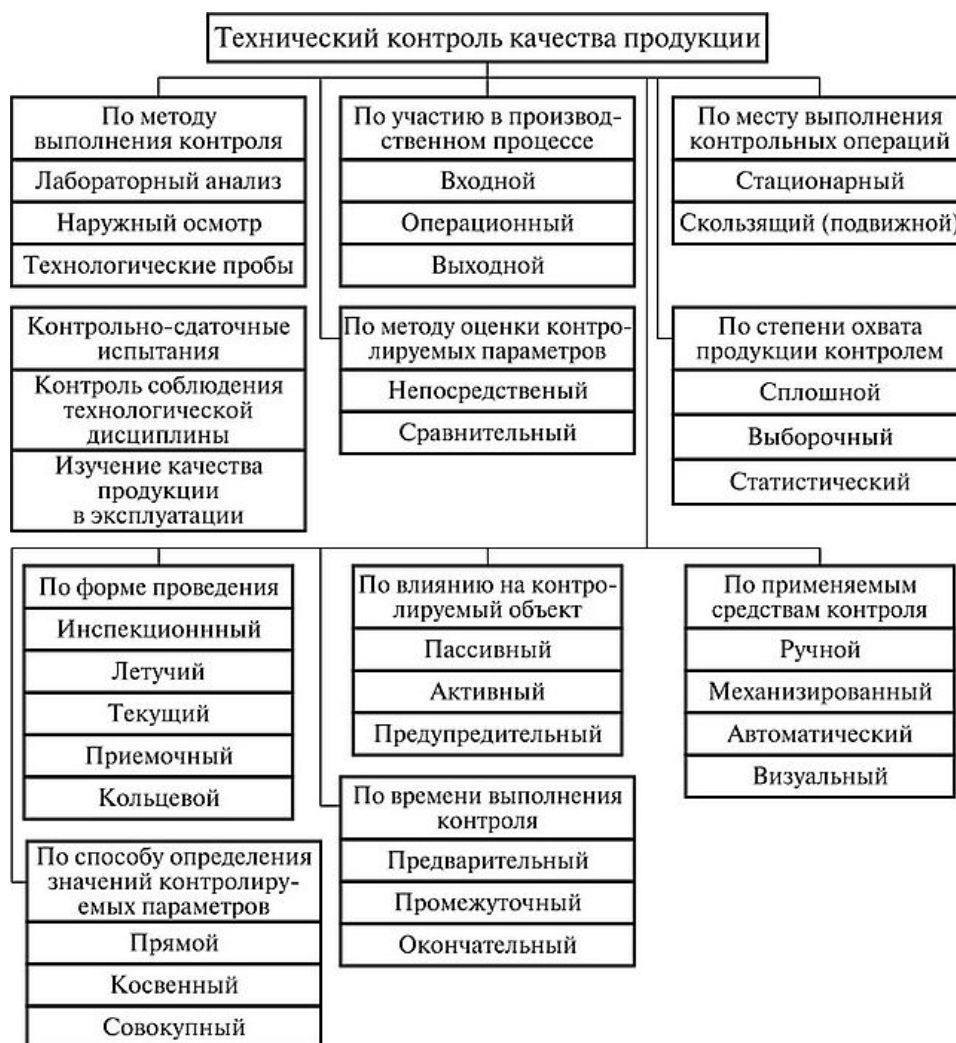 Технический контроль качества продукции
По методу
выполнения контроля
Лабораторный анализ
Наружный осмотр
Технологические пробы
Контрольно-сдаточные
испытания
Контроль соблюдения
технологической
дисциплины
Изучение качества
продукции
в эксплуатации
По участию в производ-
ственном процессе
Входной
Операционный
Выходной
По методу оценки контро-
лируемых параметров
Непосредственый
Сравнительный
По месту выполнения
контрольных операций
Стационарный
Скользящий (подвижной)
По степени охвата
продукции контролем
Сплошной
Выборочный
Статистический
По форме проведения
Инспекционнный
Летучий
Текущий
Приемочный
Кольцевой
По способу определения
значений контролиру-
емых параметров
Прямой
Косвенный
Совокупный
По влиянию на контро-
лируемый объект
Пассивный
Активный
Предупредительный
По времени выполнения
контроля
Предварительный
Промежуточный
Окончательный
По применяемым
средствам контроля
Ручной
Механизированный
Автоматический
Визуальный